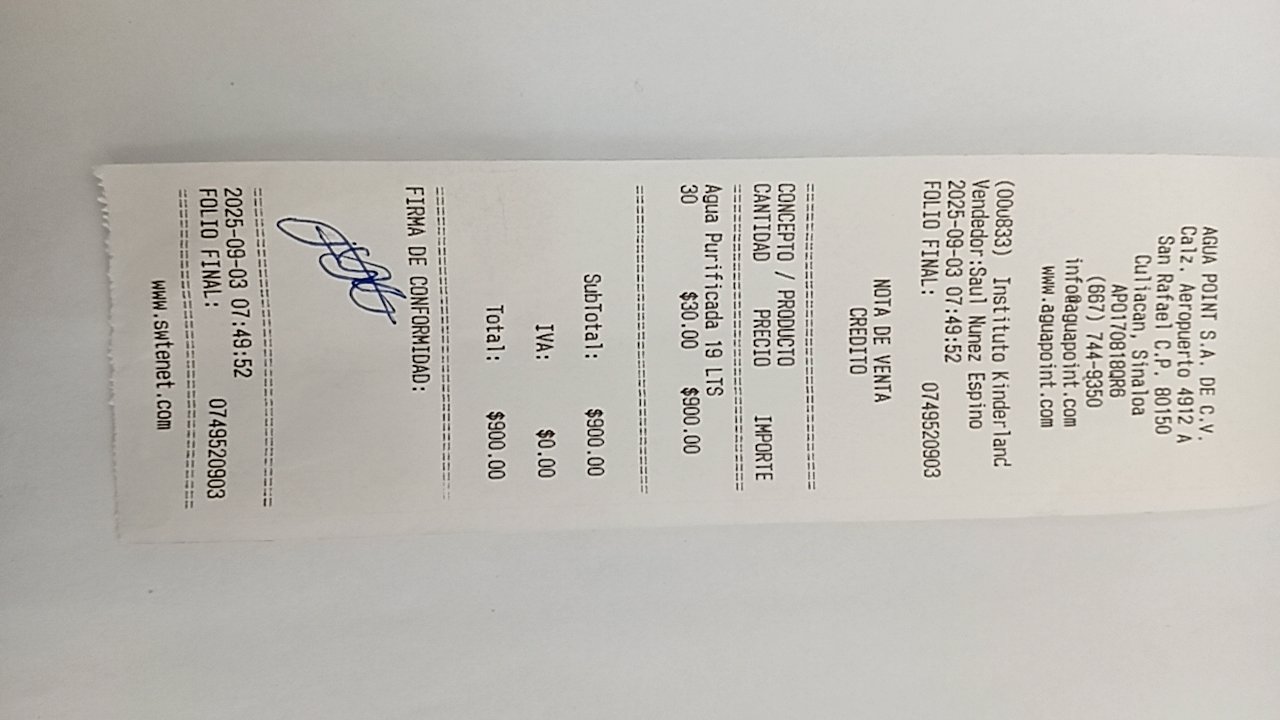 AGUA POINT S.A. DE C.V.
Calz. Aeropuerto 4912 A
San Rafael C.P. 80150
Culiacan, Sinaloa
APO170818QR6
(667) 744-9350
info@aguapoint.com
www.aguapoint.com
(00u833) Instituto Kinderland
Vendedor:Saul Nunez Espino
2025-09-03 07:49:52
FOLIO FINAL: 0749520903
NOTA DE VENTA
CREDITO
================================
CONCEPTO / PRODUCTO
CANTIDAD PRECIO IMPORTE
================================
Agua Purificada 19 LTS
30 $30.00 $900.00
================================
SubTotal: $900.00
IVA: $0.00
Total: $900.00
================================
FIRMA DE CONFORMIDAD:
================================
2025-09-03 07:49:52
FOLIO FINAL: 0749520903
================================
www.swtenet.com